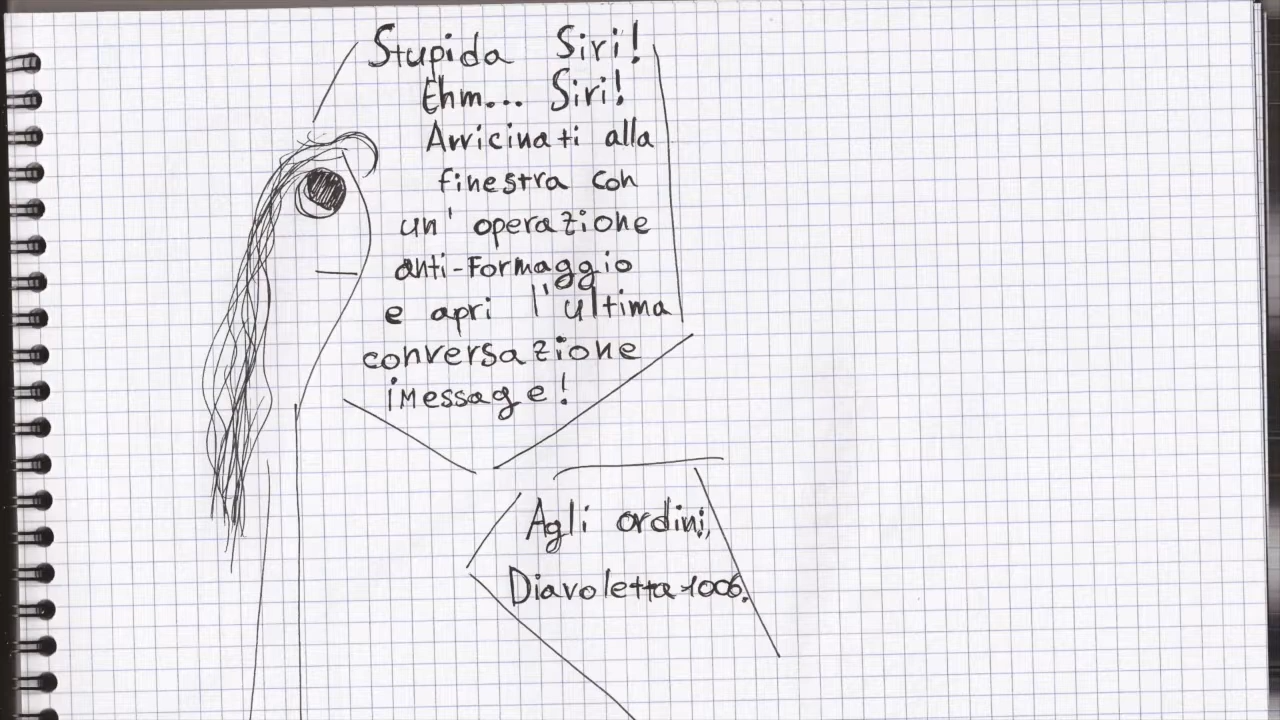 Stupida Siri!
Ehm... Siri!
Avvicinati alla
finestra con
un' operazione
anti-Formaggio
e apri l'ultima
conversazione
iMessage!
Agli ordini,
Diavoletta1006.